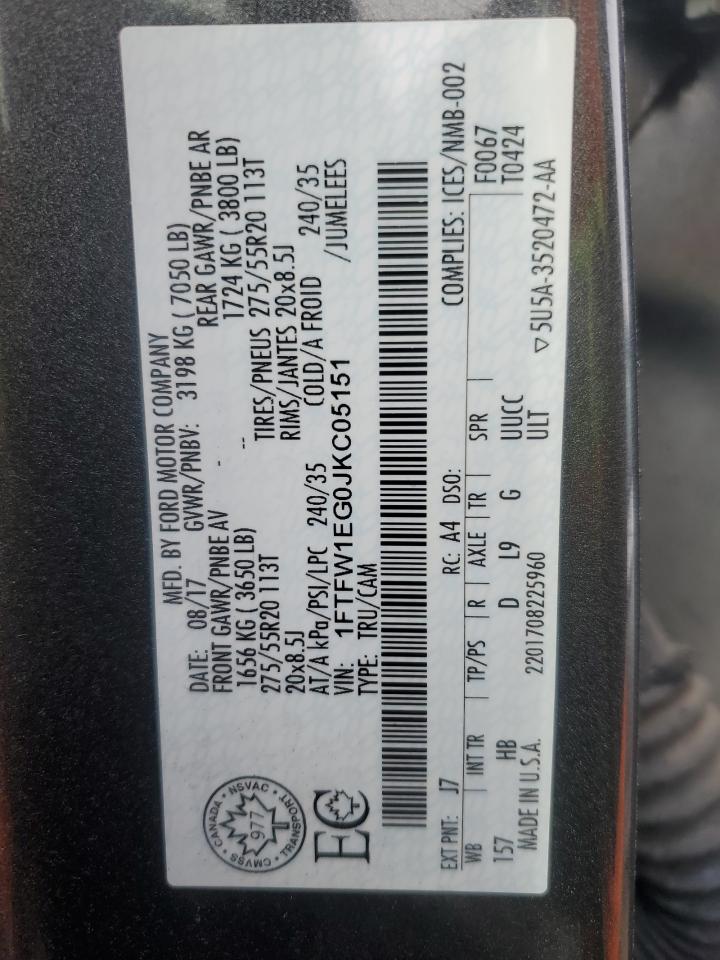 MFD. BY FORD MOTOR COMPANY
DATE: 08/17 GVWR/PNBV: 3198 KG ( 7050 LB)
FRONT GAWR/PNBE AV - REAR GAWR/PNBE AR
1656 KG ( 3650 LB) -- 1724 KG ( 3800 LB)
275/55R20 113T TIRES/PNEUS 275/55R20 113T
20x8.5J RIMS/JANTES 20x8.5J
AT/A kPa/PSI/LPC 240/35 COLD/A FROID 240/35
VIN: 1FTFW1EG0JKC05151 /JUMELEES
TYPE: TRU/CAM
CANADA • NSVAC • TRANSPORT • CMVSS •
977
EC
EXT PNT: J7 RC: A4 DSO: COMPLIES: ICES/NMB-002
WB INT TR TP/PS R AXLE TR SPR F0067
157 HB D L9 G UUCC T0424
ULT
MADE IN U.S.A. 2201708225960 ▽5U5A-3520472-AA